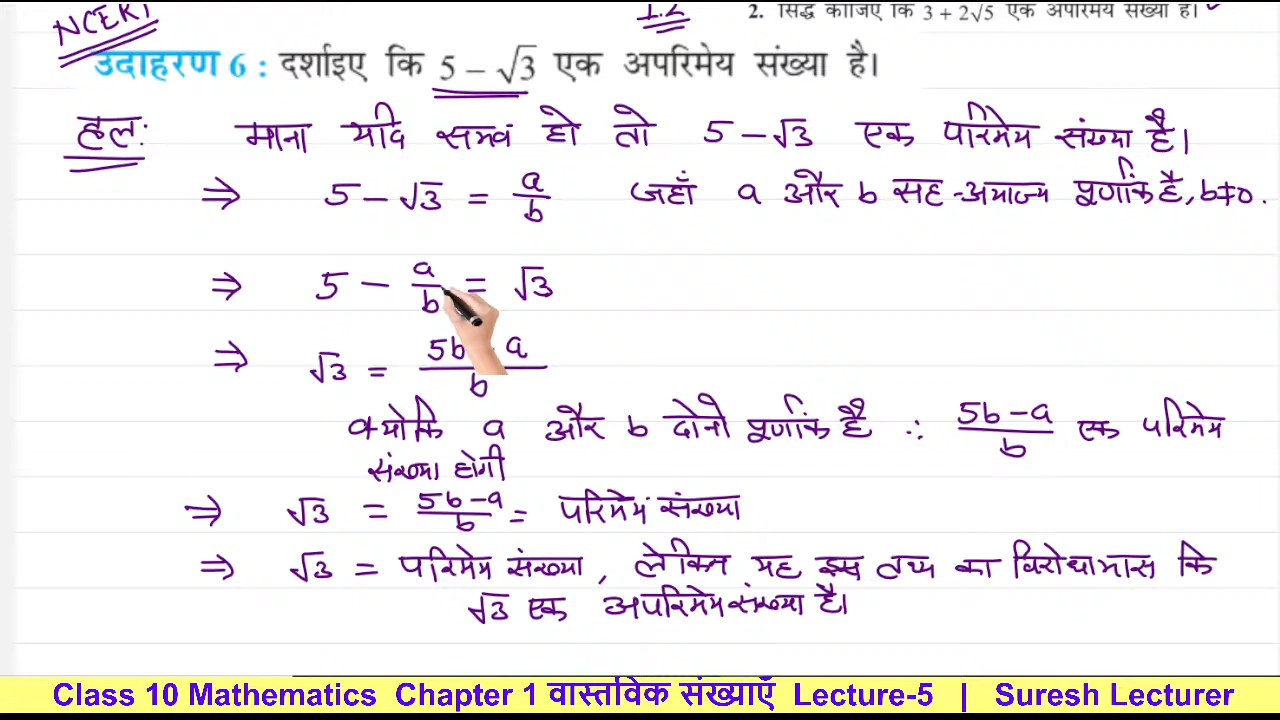 NCERT
1.2
2. सिद्ध कीजिए कि 3 + 2√5 एक अपरिमेय संख्या है।
उदाहरण 6 : दर्शाइए कि 5 – √3 एक अपरिमेय संख्या है।
हल: माना यदि सम्भवं हो तो 5 – √3 एक परिमेय संख्या है।
⇒ 5 – √3 = a/b जहाँ a और b सह-अभाज्य पूर्णांक है, b≠0.
⇒ 5 – a/b = √3
⇒ √3 = 5b - a/b
क्योकि a और b दोनो पूर्णांक है ∴ 5b – a/b एक परिमेय
संख्या होगी
⇒ √3 = 5b – a/b = परिमेय संख्या
⇒ √3 = परिमेय संख्या, लेकिन यह इस तथ्य का विरोधाभास कि
√3 एक अपरिमेय संख्या है।
Class 10 Mathematics Chapter 1 वास्तविक संख्याएँ Lecture-5 | Suresh Lecturer